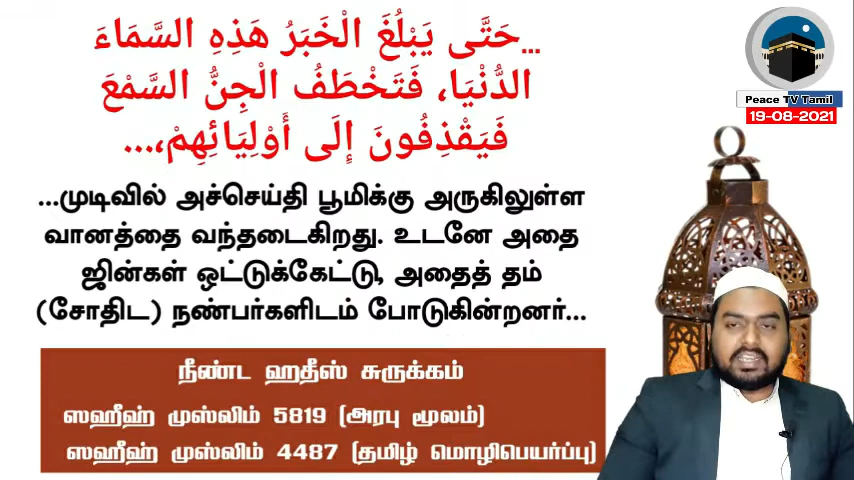 ...حَتَّى يَبْلُغَ الْخَبَرُ هَذِهِ السَّمَاءَ
الدُّنْيَا، فَتَخْطَفُ الْجِنُّ السَّمْعَ
فَيَقْذِفُونَ إِلَى أَوْلِيَائِهِمْ،...
Peace TV Tamil
19-08-2021
...முடிவில் அச்செய்தி பூமிக்கு அருகிலுள்ள
வானத்தை வந்தடைகிறது. உடனே அதை
ஜின்கள் ஒட்டுக்கேட்டு, அதைத் தம்
(சோதிட) நண்பர்களிடம் போடுகின்றனர்...
நீண்ட ஹதீஸ் சுருக்கம்
ஸஹீஹ் முஸ்லிம் 5819 (அரபு மூலம்)
ஸஹீஹ் முஸ்லிம் 4487 (தமிழ் மொழிபெயர்ப்பு)